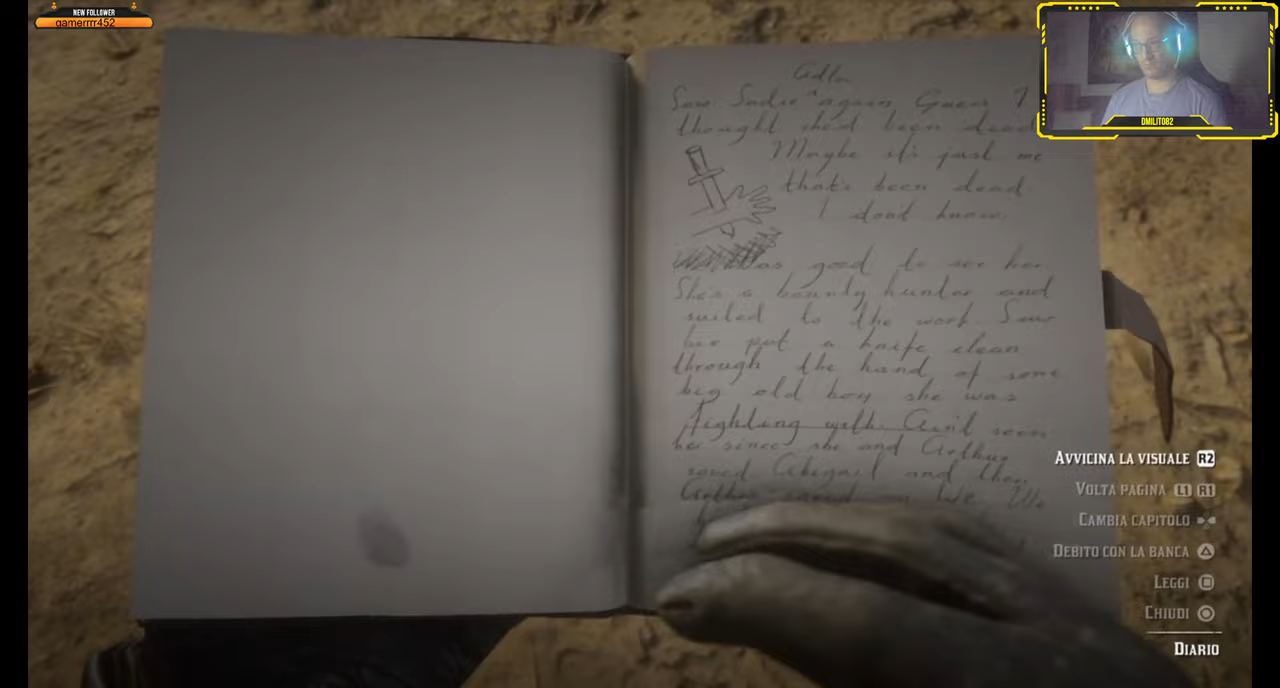 NEW FOLLOWER
gamerrrr452
DMILITO82
Adler
Saw Sadie ^ again Guess I
thought she'd been dead
Maybe it's just me
that's been dead
I don't know.
Was good to see her
She's a bounty hunter and
suited to the work Saw
her put a knife clean
through the hand of some
big old boy she was
fighting with. Ain't seen
her since she and Arthur
saved Abigail and then
Arthur saved me. We
AVVICINA LA VISUALE R2
VOLTA PAGINA L1 R1
CAMBIA CAPITOLO
DEBITO CON LA BANCA
LEGGI
CHIUDI
DIARIO